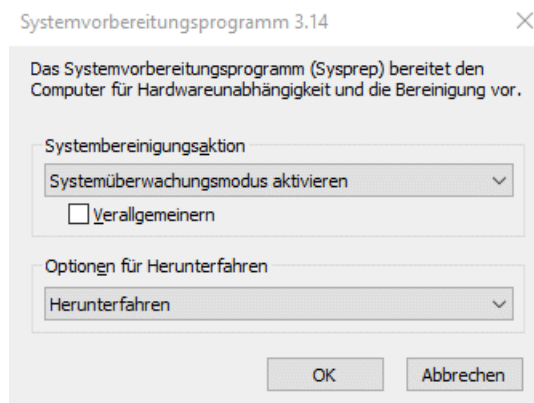 Systemvorbereitungsprogramm 3.14
Das Systemvorbereitungsprogramm (Sysprep) bereitet den
Computer für Hardwareunabhängigkeit und die Bereinigung vor.
Systembereinigungsaktion
Systemüberwachungsmodus aktivieren
Verallgemeinern
Optionen für Herunterfahren
Herunterfahren
OK Abbrechen